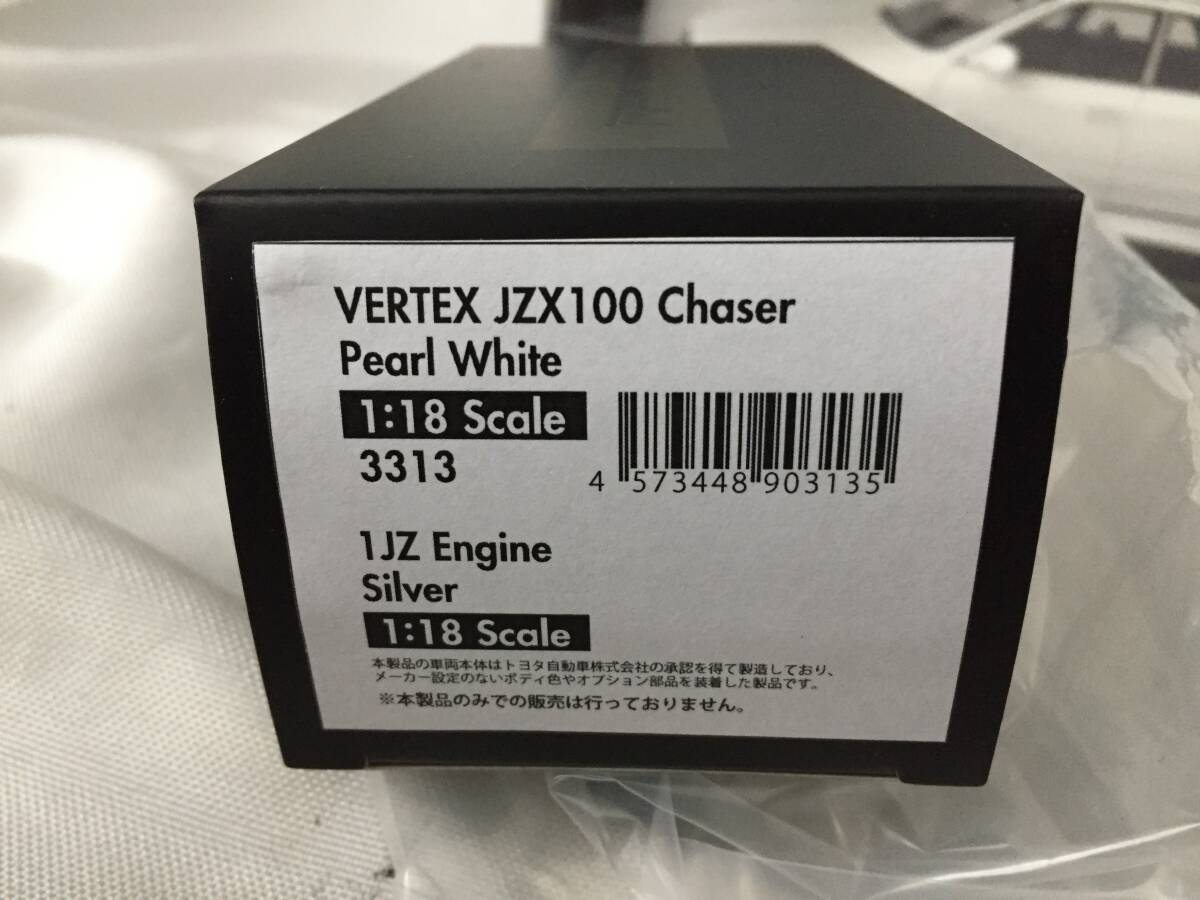 VERTEX JZX100 Chaser
Pearl White
1:18 Scale
3313
4 573448 903135
1JZ Engine
Silver
1:18 Scale
本製品の車両本体はトヨタ自動車株式会社の承認を得て製造しており、
メーカー設定のないボディ色やオプション部品を装着した製品です。
※本製品のみでの販売は行っておりません。